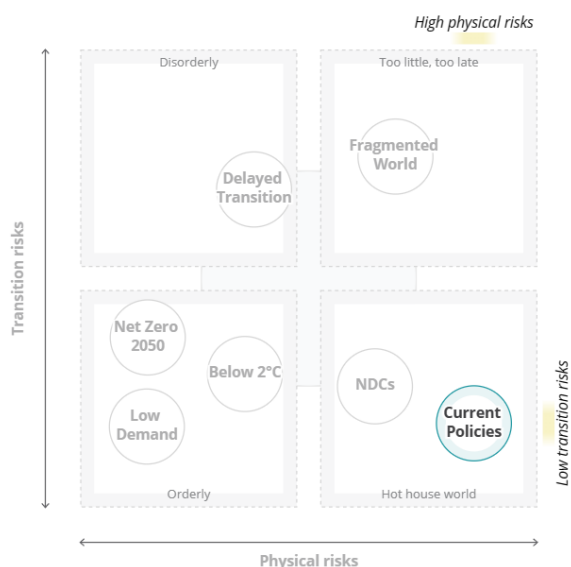 High physical risks
Disorderly
Too little, too late
Fragmented
World
Delayed
Transition
Transition risks
Net Zero
2050
Below 2°C
Low
Demand
NDCs
Current
Policies
Low transition risks
Orderly
Hot house world
Physical risks